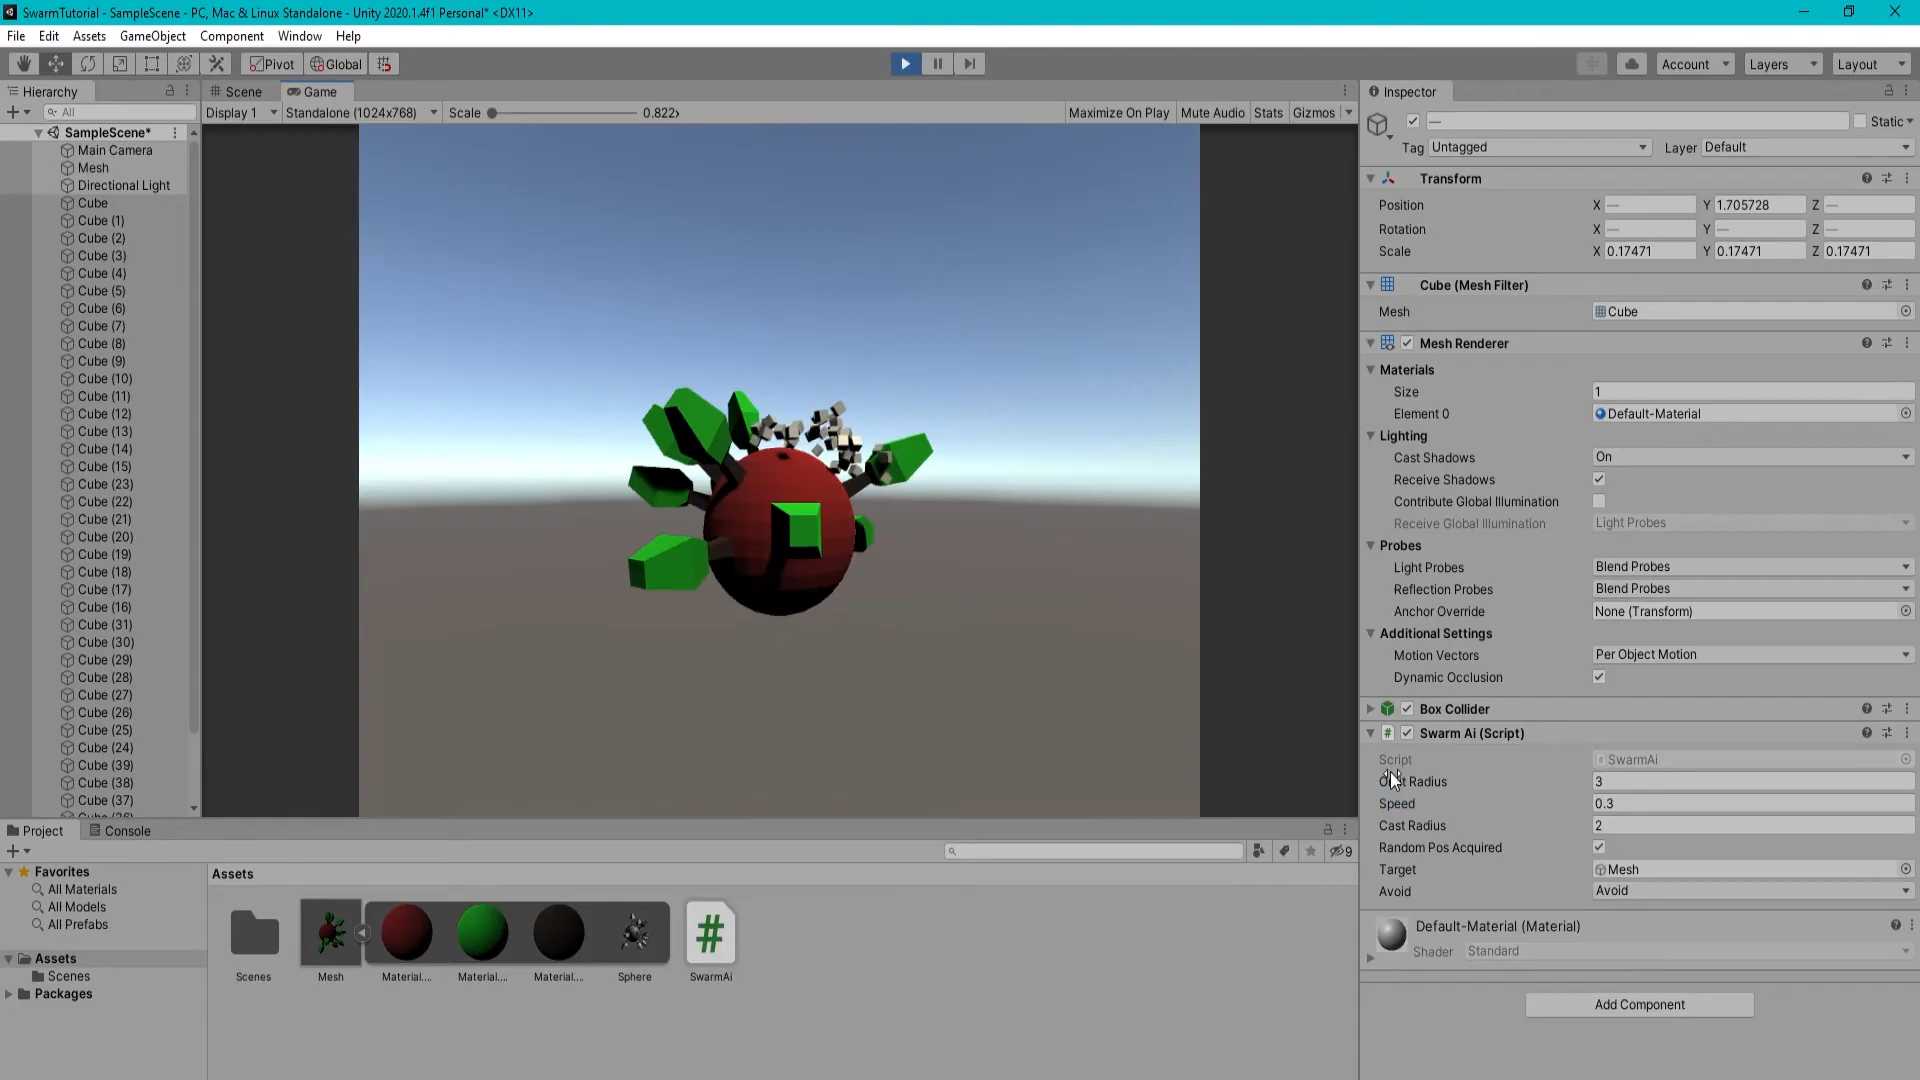 SwarmTutorial - SampleScene - PC, Mac & Linux Standalone - Unity 2020.1.4f1 Personal* <DX11>
File Edit Assets GameObject Component Window Help
Pivot Global Account Layers Layout
Hierarchy
All
SampleScene*
Main Camera
Mesh
Directional Light
Cube
Cube (1)
Cube (2)
Cube (3)
Cube (4)
Cube (5)
Cube (6)
Cube (7)
Cube (8)
Cube (9)
Cube (10)
Cube (11)
Cube (12)
Cube (13)
Cube (14)
Cube (15)
Cube (23)
Cube (22)
Cube (21)
Cube (20)
Cube (19)
Cube (18)
Cube (17)
Cube (16)
Cube (31)
Cube (30)
Cube (29)
Cube (28)
Cube (27)
Cube (26)
Cube (25)
Cube (24)
Cube (39)
Cube (38)
Cube (37)
Scene Game
Display 1 Standalone (1024x768) Scale 0.822x Maximize On Play Mute Audio Stats Gizmos
Inspector
— Static
Tag Untagged Layer Default
Transform
Position X — Y 1.705728 Z —
Rotation X — Y — Z —
Scale X 0.17471 Y 0.17471 Z 0.17471
Cube (Mesh Filter)
Mesh Cube
Mesh Renderer
Materials
Size 1
Element 0 Default-Material
Lighting
Cast Shadows On
Receive Shadows
Contribute Global Illumination
Receive Global Illumination Light Probes
Probes
Light Probes Blend Probes
Reflection Probes Blend Probes
Anchor Override None (Transform)
Additional Settings
Motion Vectors Per Object Motion
Dynamic Occlusion
Box Collider
# Swarm Ai (Script)
Script SwarmAi
Radius 3
Speed 0.3
Cast Radius 2
Random Pos Acquired
Target Mesh
Avoid Avoid
Default-Material (Material)
Shader Standard
Add Component
Project Console
9
Favorites
All Materials
All Models
All Prefabs
Assets
Scenes
Packages
Assets
#
Scenes Mesh Material.... Material.... Material.... Sphere SwarmAi